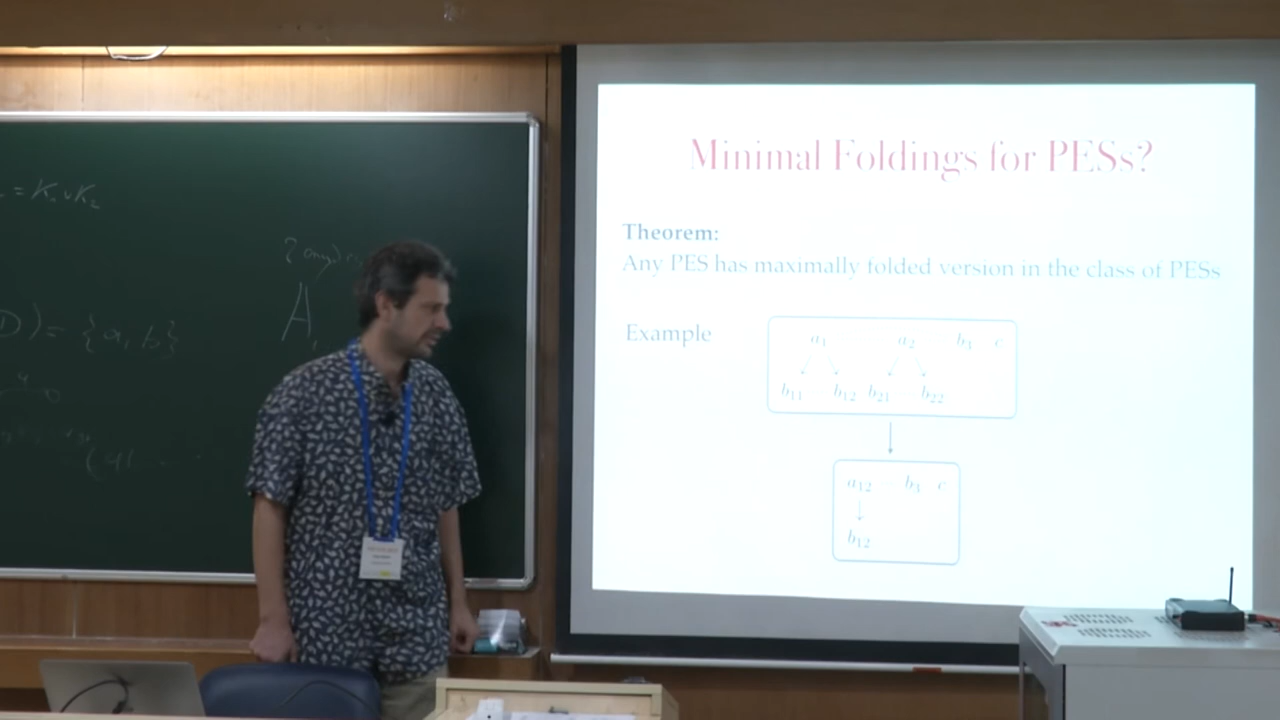 = K₁ ∨ K₂
D) = {a, b}
A
Minimal Foldings for PESs?
Theorem:
Any PES has maximally folded version in the class of PESs
Example
a₁ a₂ b₃ c
b₁₁ b₁₂ b₂₁ b₂₂
a₁₂ b₃ c
b₁₂